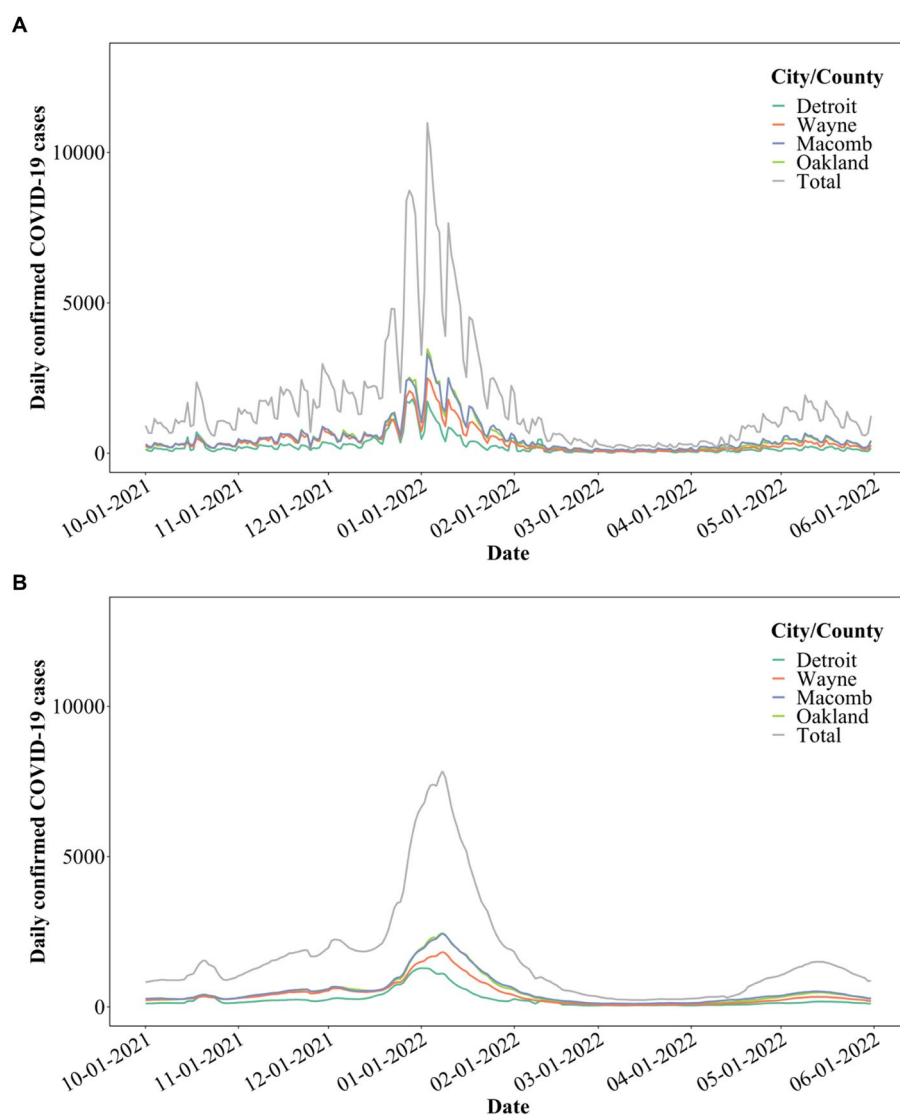 A
Daily confirmed COVID-19 cases
10000
5000
0
City/County
Detroit
Wayne
Macomb
Oakland
Total
10-01-2021
11-01-2021
12-01-2021
01-01-2022
02-01-2022
03-01-2022
04-01-2022
05-01-2022
06-01-2022
Date
B
Daily confirmed COVID-19 cases
10000
5000
0
City/County
Detroit
Wayne
Macomb
Oakland
Total
10-01-2021
11-01-2021
12-01-2021
01-01-2022
02-01-2022
03-01-2022
04-01-2022
05-01-2022
06-01-2022
Date